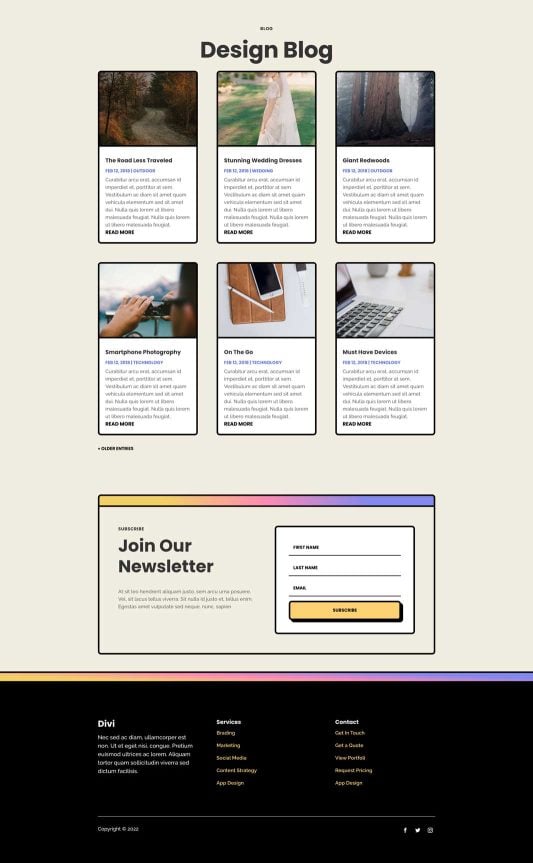 BLOG
Design Blog
The Road Less Traveled
FEB 12, 2018 | OUTDOOR
Curabitur arcu erat, accumsan id
imperdiet et, porttitor at sem.
Vestibulum ac diam sit amet quam
vehicula elementum sed sit amet
dui. Nulla quis lorem ut libero
malesuada feugiat. Nulla quis lorem
ut libero malesuada feugiat.
READ MORE
Stunning Wedding Dresses
FEB 12, 2018 | WEDDING
Curabitur arcu erat, accumsan id
imperdiet et, porttitor at sem.
Vestibulum ac diam sit amet quam
vehicula elementum sed sit amet
dui. Nulla quis lorem ut libero
malesuada feugiat. Nulla quis lorem
ut libero malesuada feugiat.
READ MORE
Giant Redwoods
FEB 12, 2018 | OUTDOOR
Curabitur arcu erat, accumsan id
imperdiet et, porttitor at sem.
Vestibulum ac diam sit amet quam
vehicula elementum sed sit amet
dui. Nulla quis lorem ut libero
malesuada feugiat. Nulla quis lorem
ut libero malesuada feugiat.
READ MORE
Smartphone Photography
FEB 12, 2018 | TECHNOLOGY
Curabitur arcu erat, accumsan id
imperdiet et, porttitor at sem.
Vestibulum ac diam sit amet quam
vehicula elementum sed sit amet
dui. Nulla quis lorem ut libero
malesuada feugiat. Nulla quis lorem
ut libero malesuada feugiat.
READ MORE
On The Go
FEB 12, 2018 | TECHNOLOGY
Curabitur arcu erat, accumsan id
imperdiet et, porttitor at sem.
Vestibulum ac diam sit amet quam
vehicula elementum sed sit amet
dui. Nulla quis lorem ut libero
malesuada feugiat. Nulla quis lorem
ut libero malesuada feugiat.
READ MORE
Must Have Devices
FEB 12, 2018 | TECHNOLOGY
Curabitur arcu erat, accumsan id
imperdiet et, porttitor at sem.
Vestibulum ac diam sit amet quam
vehicula elementum sed sit amet
dui. Nulla quis lorem ut libero
malesuada feugiat. Nulla quis lorem
ut libero malesuada feugiat.
READ MORE
« OLDER ENTRIES
SUBSCRIBE
Join Our
Newsletter
At sit leo hendrerit aliquam justo, sem arcu urna posuere.
Vel, sit lacus tellus viverra. Sit nulla id justo et, tellus enim.
Egestas amet vulputate sed neque, nunc, sapien
FIRST NAME
LAST NAME
EMAIL
SUBSCRIBE
Divi
Nec sed ac diam, ullamcorper est
non. Ut et eget nisi, congue. Pretium
euismod ultrices ac lorem. Aliquam
tortor quam sollicitudin viverra sed
dictum facilisis.
Services
Brading
Marketing
Social Media
Content Strategy
App Design
Contact
Get In Touch
Get a Quote
View Portfoli
Request Pricing
App Design
Copyright © 2022